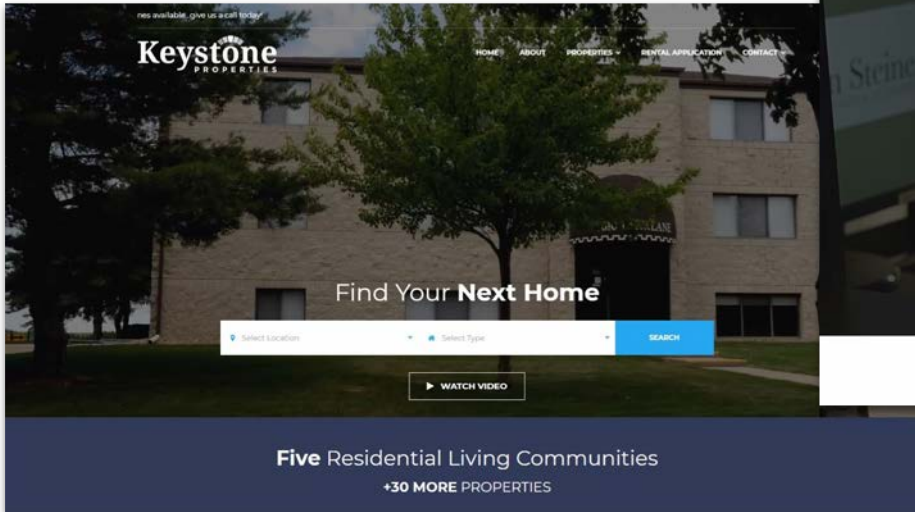 nes available, give us a call today!
Keystone
PROPERTIES
HOME ABOUT PROPERTIES RENTAL APPLICATION CONTACT
Find Your Next Home
Select Location Select Type SEARCH
WATCH VIDEO
Five Residential Living Communities
+30 MORE PROPERTIES